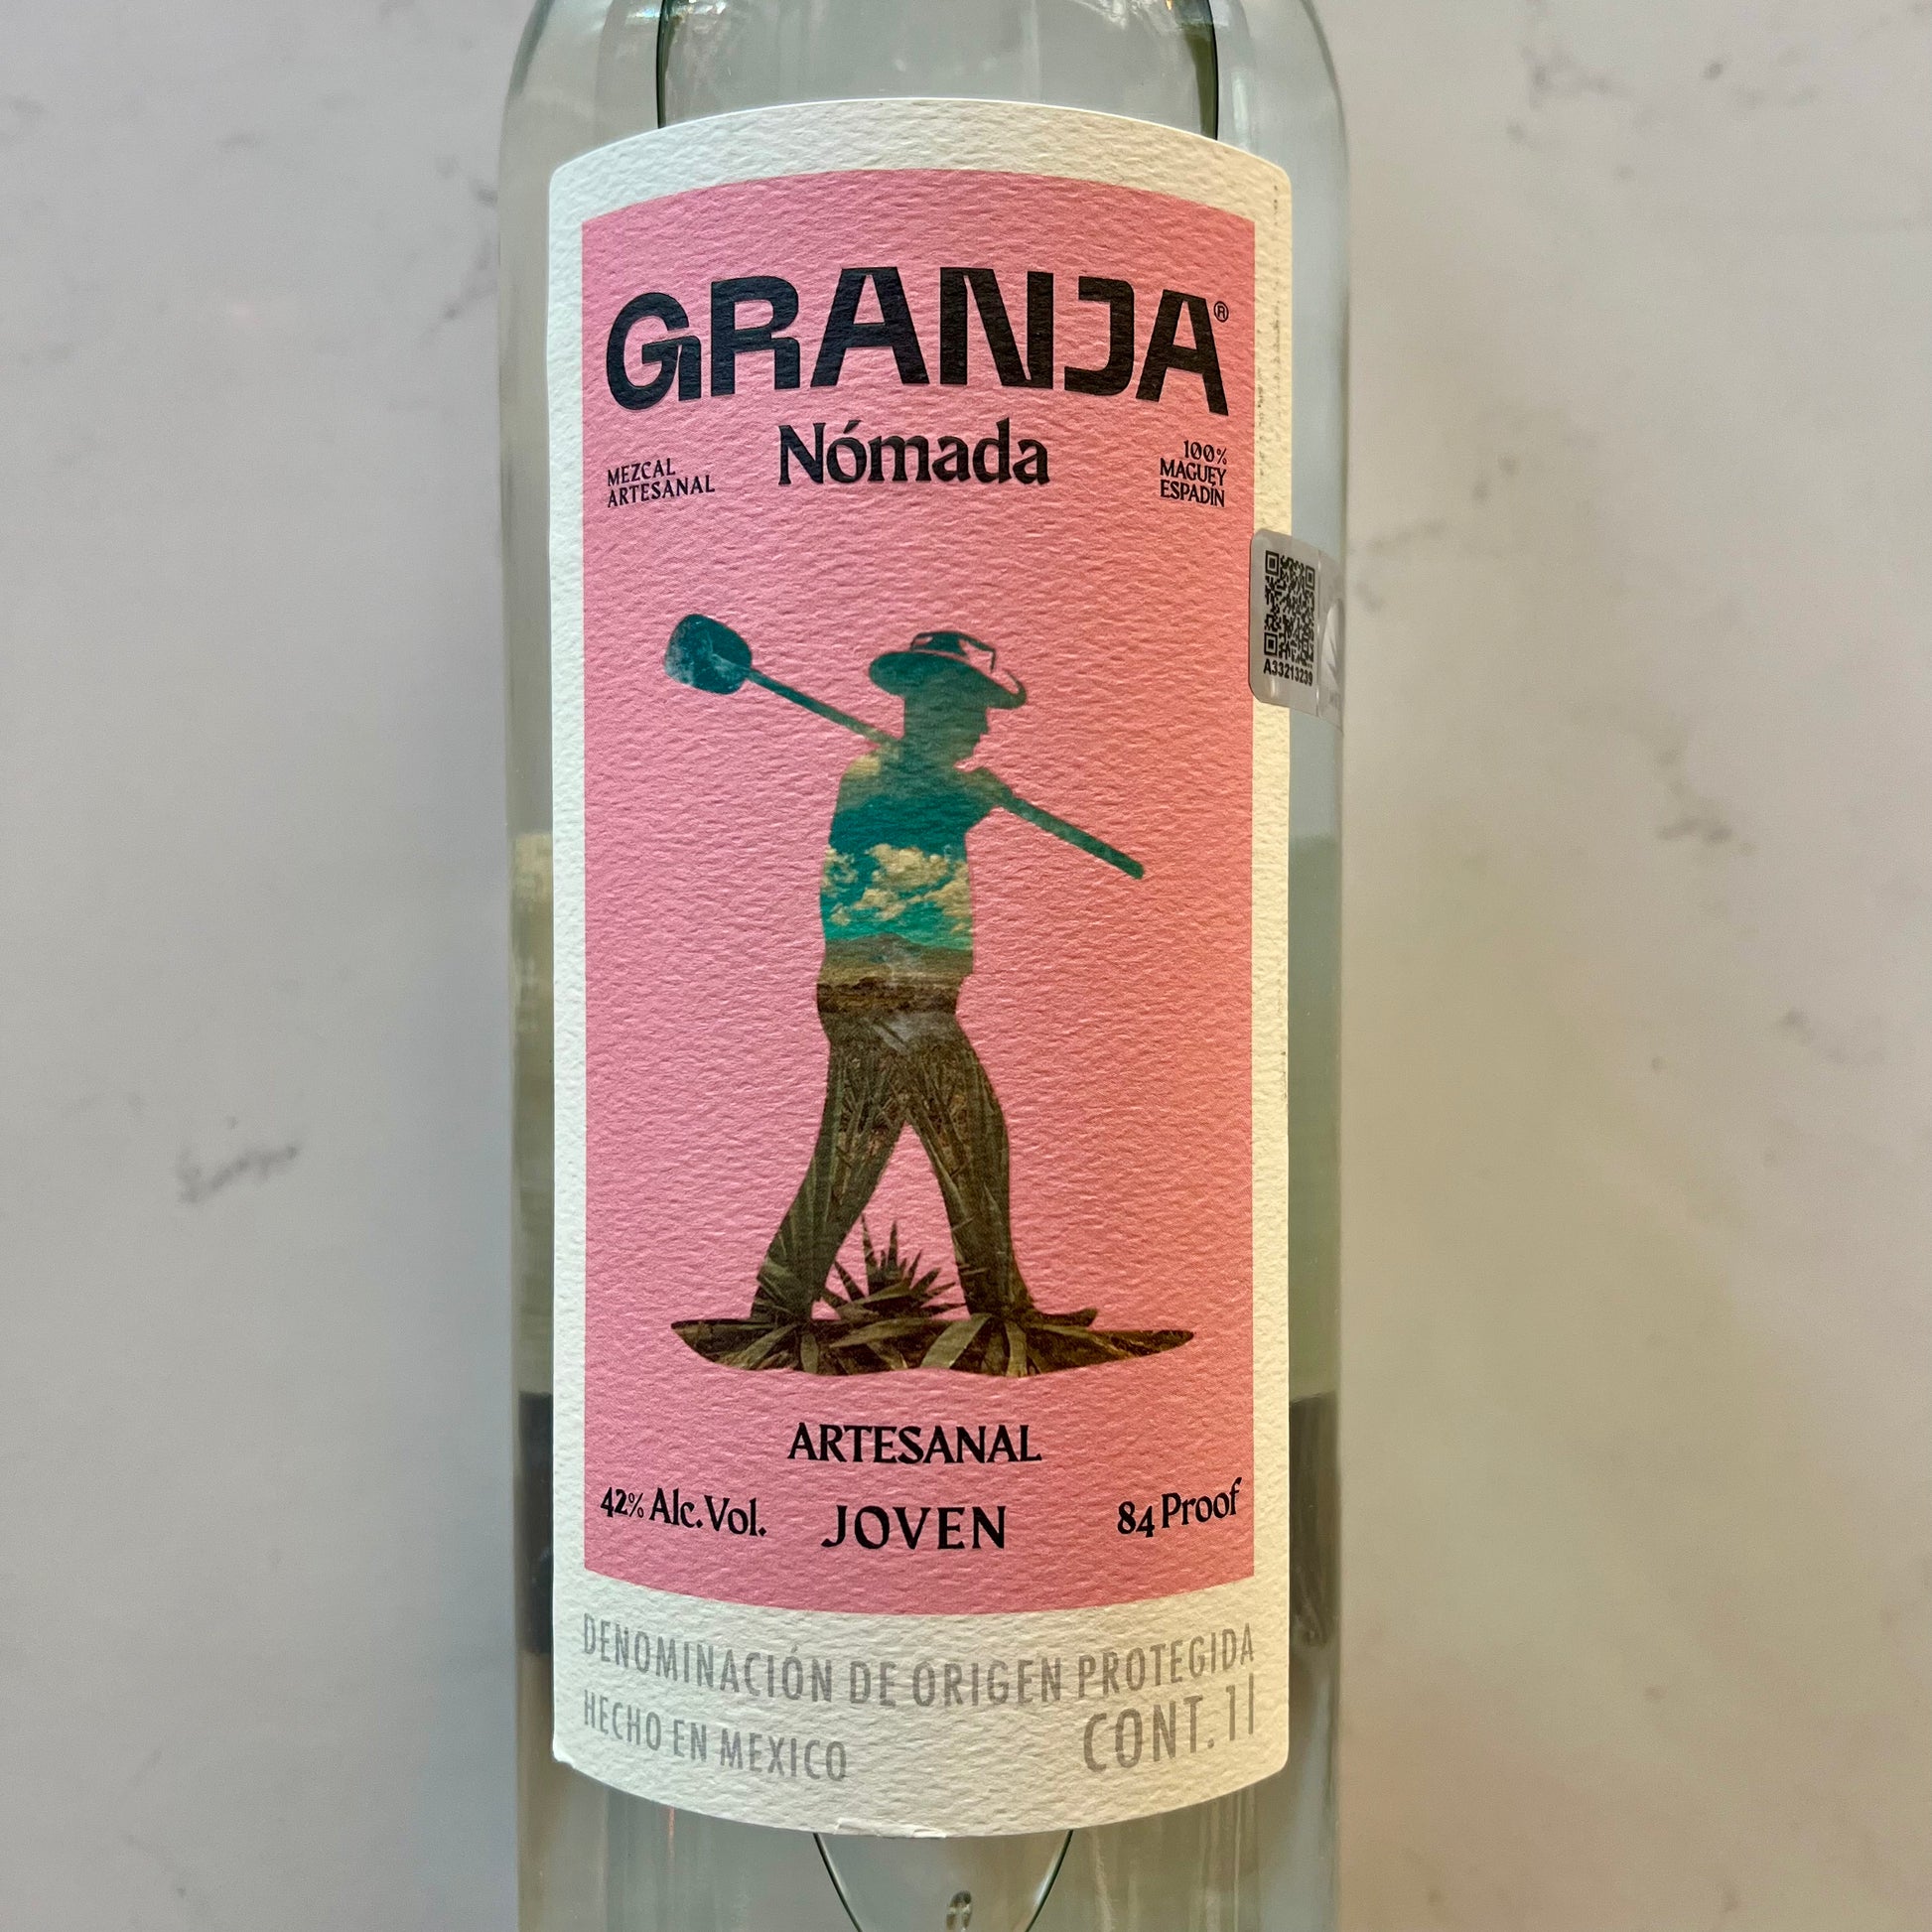 GRANJA®
Nómada
MEZCAL
ARTESANAL
100%
MAGUEY
ESPADÍN
A33213239
ARTESANAL
42% Alc. Vol.
JOVEN
84 Proof
DENOMINACIÓN DE ORIGEN PROTEGIDA
HECHO EN MEXICO
CONT. 1l